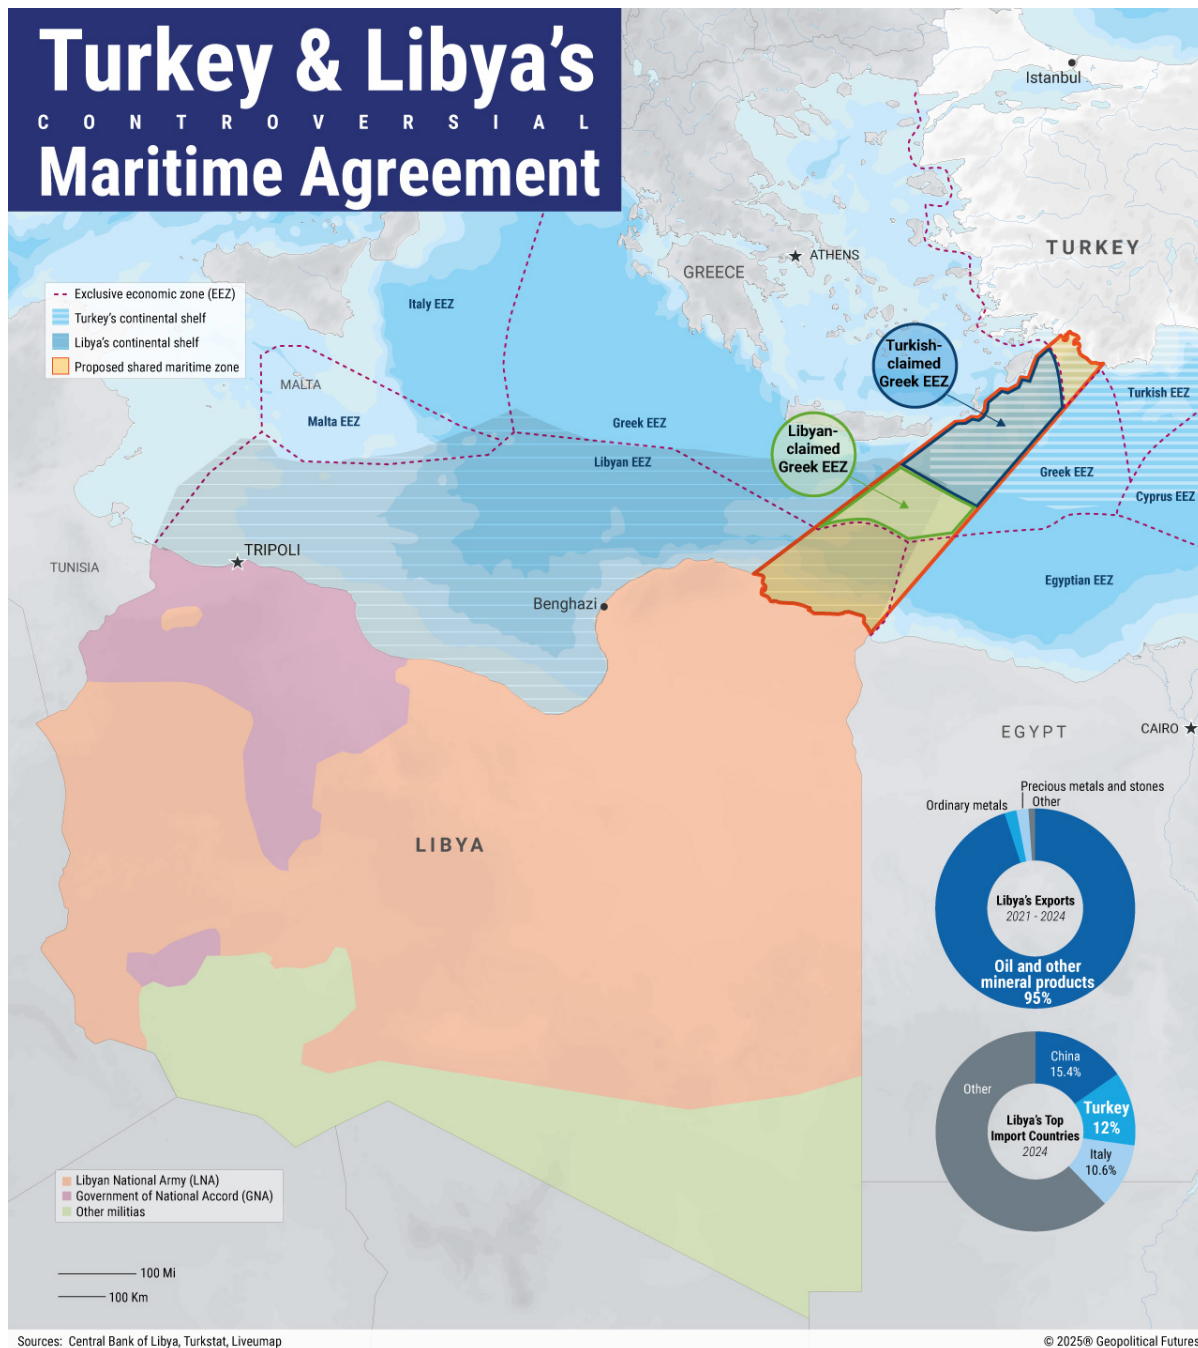 Turkey & Libya's
CONTROVERSIAL
Maritime Agreement
Istanbul
TURKEY
ATHENS
GREECE
Exclusive economic zone (EEZ)
Turkey's continental shelf
Libya's continental shelf
Proposed shared maritime zone
Italy EEZ
Turkish-
claimed
Greek EEZ
MALTA
Malta EEZ
Greek EEZ
Libyan EEZ
Libyan-
claimed
Greek EEZ
Turkish EEZ
Greek EEZ
Cyprus EEZ
Egyptian EEZ
TUNISIA
TRIPOLI
Benghazi
EGYPT
CAIRO
LIBYA
Precious metals and stones
Ordinary metals
Other
Libya's Exports
2021 - 2024
Oil and other
mineral products
95%
China
15.4%
Other
Turkey
12%
Libya's Top
Import Countries
2024
Italy
10.6%
Libyan National Army (LNA)
Government of National Accord (GNA)
Other militias
100 Mi
100 Km
Sources: Central Bank of Libya, Turkstat, Liveumap
© 2025® Geopolitical Futures